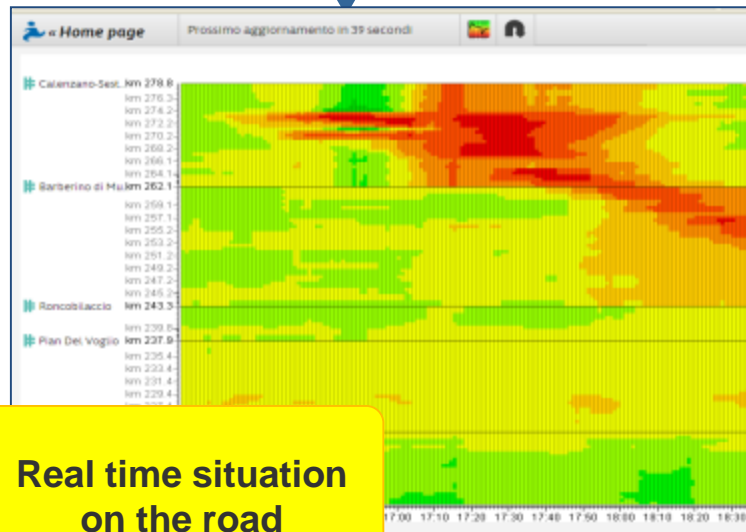 « Home page
Prossimo aggiornamento in 39 secondi
Calenzano-Sest. km 278.8
km 276.3
km 274.2
km 272.2
km 270.2
km 268.2
km 266.1
km 264.1
Barberino di Mu. km 262.1
km 259.1
km 257.1
km 255.2
km 253.2
km 251.2
km 249.2
km 247.2
km 245.2
Roncobilaccio km 243.3
km 239.8
Pian Del Voglio km 237.9
km 235.4
km 233.4
km 231.4
km 229.4
Real time situation
on the road
17:00 17:10 17:20 17:30 17:40 17:50 18:00 18:10 18:20 18:30